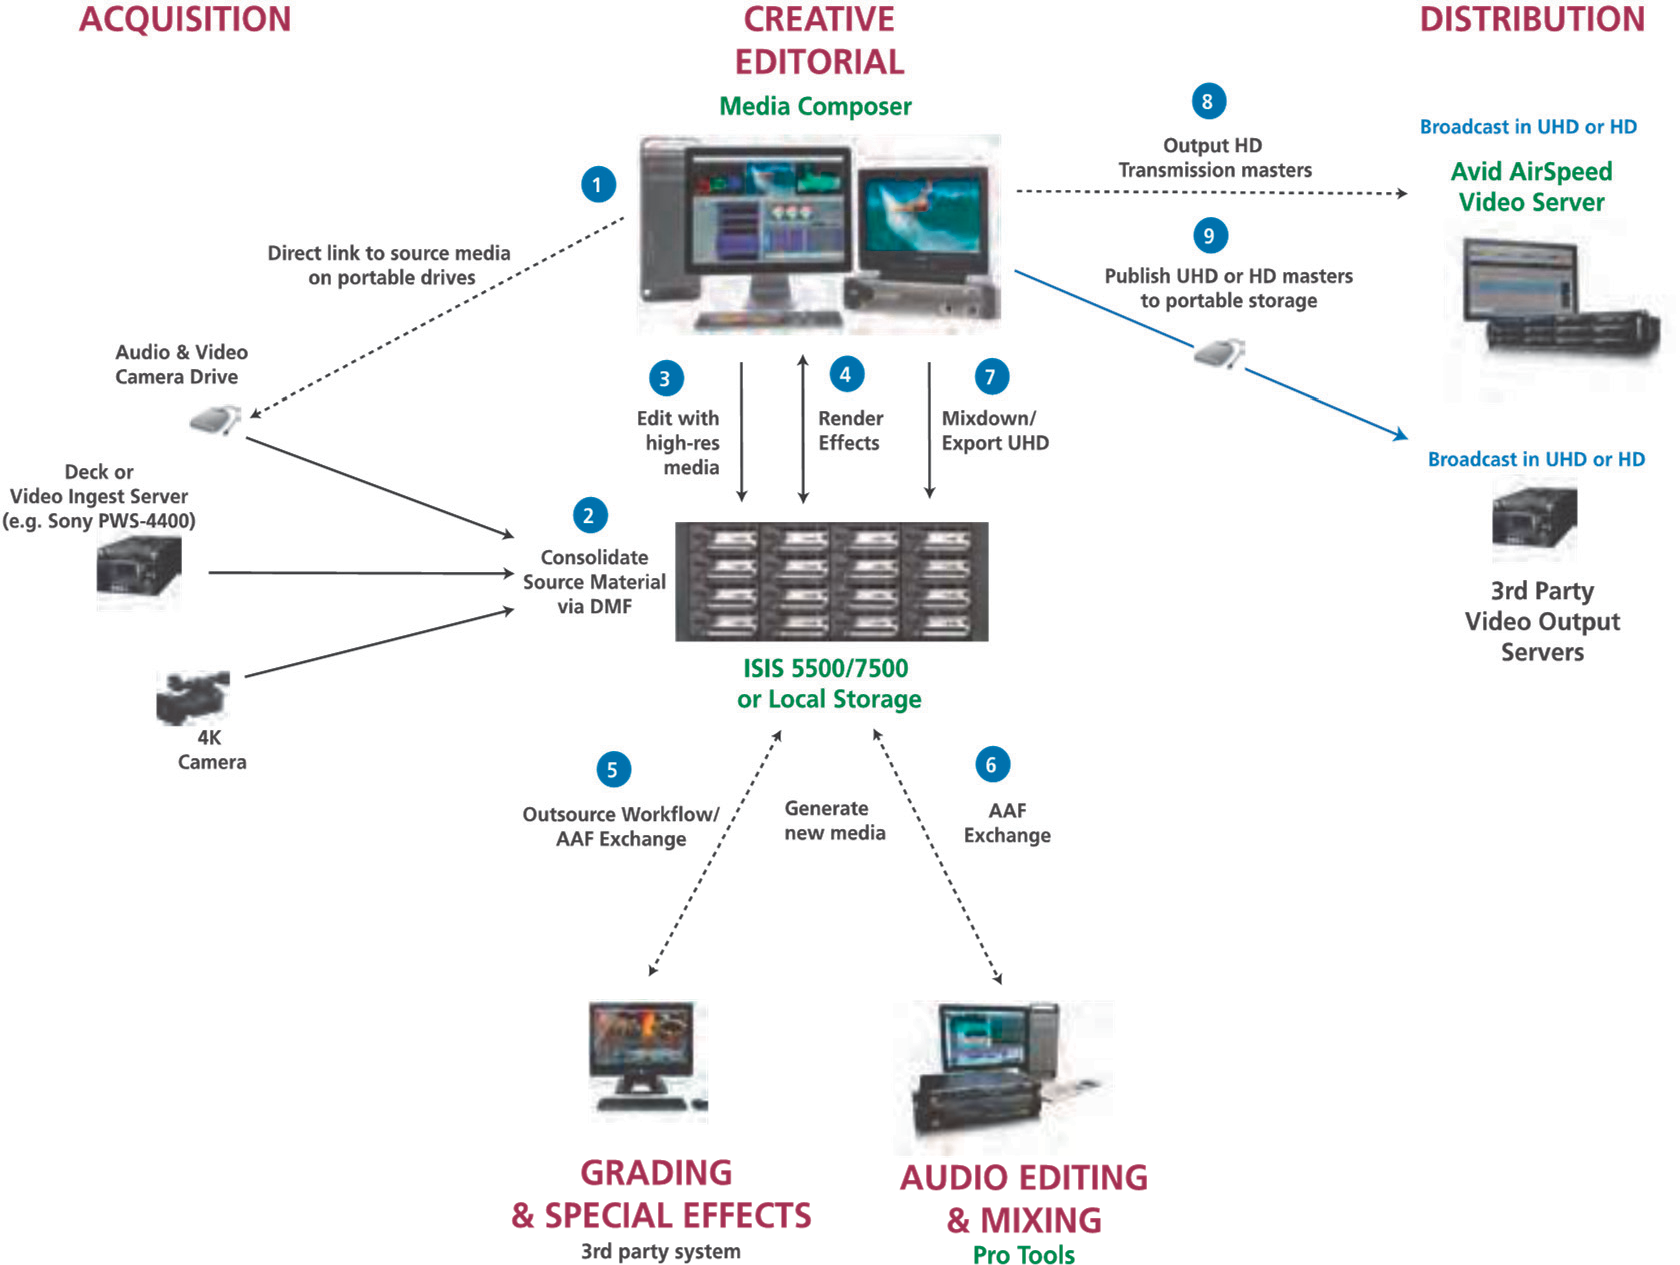 ACQUISITION
CREATIVE
EDITORIAL
Media Composer
DISTRIBUTION
1
Direct link to source media
on portable drives
8
Output HD
Transmission masters
9
Publish UHD or HD masters
to portable storage
Broadcast in UHD or HD
Avid AirSpeed
Video Server
Audio & Video
Camera Drive
Deck or
Video Ingest Server
(e.g. Sony PWS-4400)
4K
Camera
2
Consolidate
Source Material
via DMF
3
Edit with
high-res
media
4
Render
Effects
7
Mixdown/
Export UHD
Broadcast in UHD or HD
3rd Party
Video Output
Servers
ISIS 5500/7500
or Local Storage
5
Outsource Workflow/
AAF Exchange
Generate
new media
6
AAF
Exchange
GRADING
& SPECIAL EFFECTS
3rd party system
AUDIO EDITING
& MIXING
Pro Tools